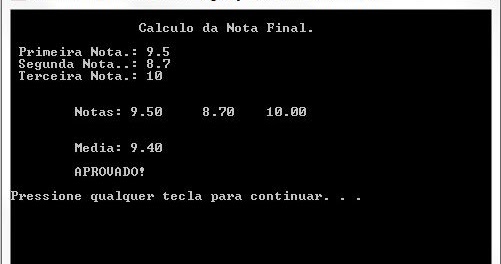 Calculo da Nota Final.
Primeira Nota.: 9.5
Segunda Nota..: 8.7
Terceira Nota.: 10
Notas: 9.50 8.70 10.00
Media: 9.40
APROVADO!
Pressione qualquer tecla para continuar. . .